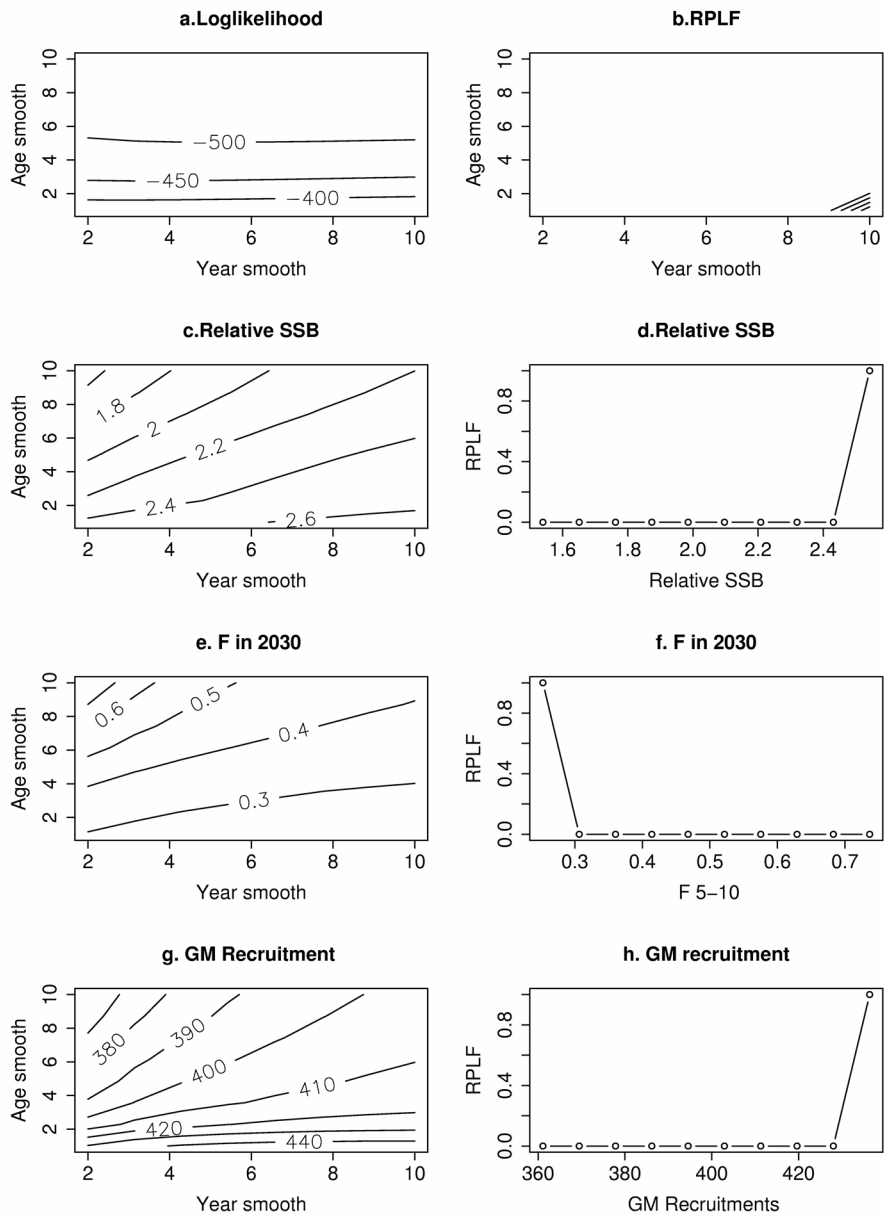 a.Loglikelihood
10
8
6
4
2
Age smooth
−500
−450
−400
2 4 6 8 10
Year smooth
b.RPLF
10
8
6
4
2
Age smooth
2 4 6 8 10
Year smooth
c.Relative SSB
10
8
6
4
2
Age smooth
1.8
2
2.2
2.4
2.6
2 4 6 8 10
Year smooth
d.Relative SSB
0.8
0.4
0.0
RPLF
1.6 1.8 2.0 2.2 2.4
Relative SSB
e. F in 2030
10
8
6
4
2
Age smooth
0.6
0.5
0.4
0.3
2 4 6 8 10
Year smooth
f. F in 2030
0.8
0.4
0.0
RPLF
0.3 0.4 0.5 0.6 0.7
F 5−10
g. GM Recruitment
10
8
6
4
2
Age smooth
380
390
400
410
420
440
2 4 6 8 10
Year smooth
h. GM recruitment
0.8
0.4
0.0
RPLF
360 380 400 420
GM Recruitments